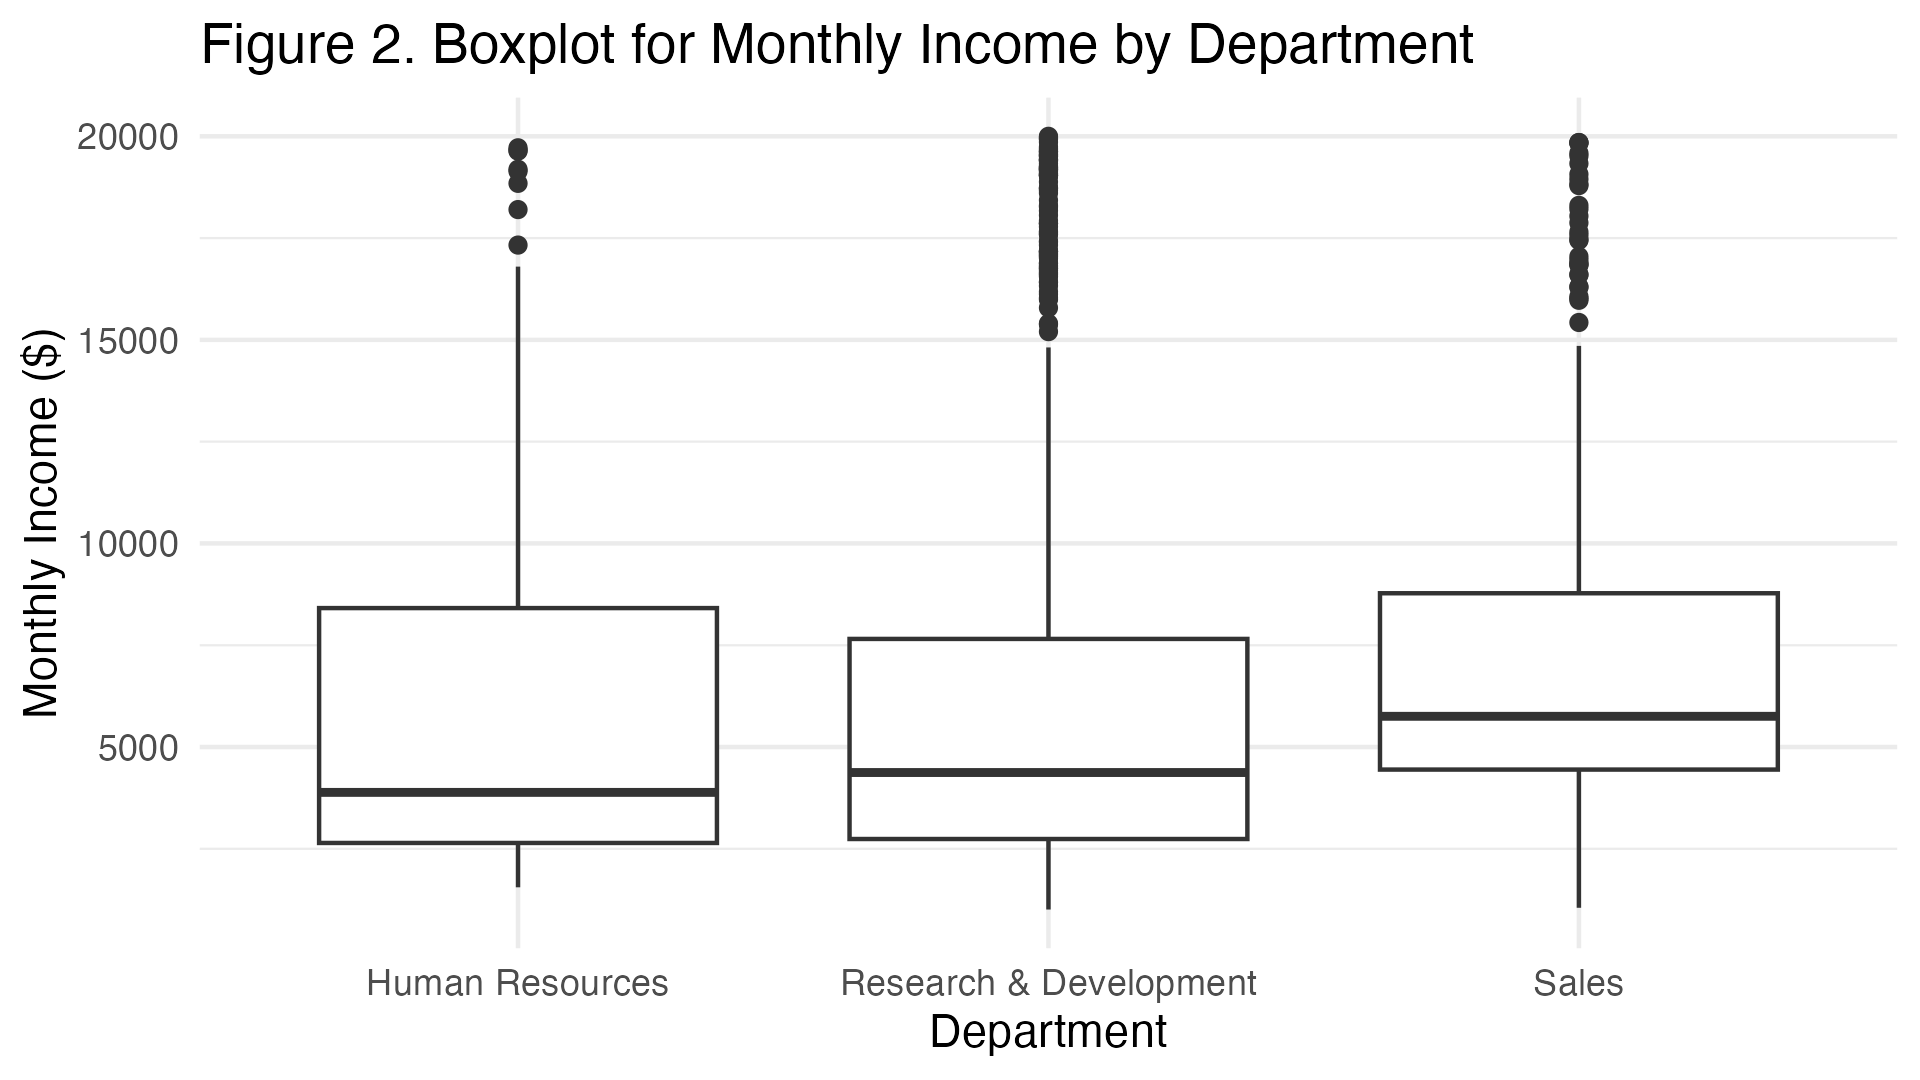 Figure 2. Boxplot for Monthly Income by Department
Monthly Income ($)
20000
15000
10000
5000
Human Resources
Research & Development
Sales
Department